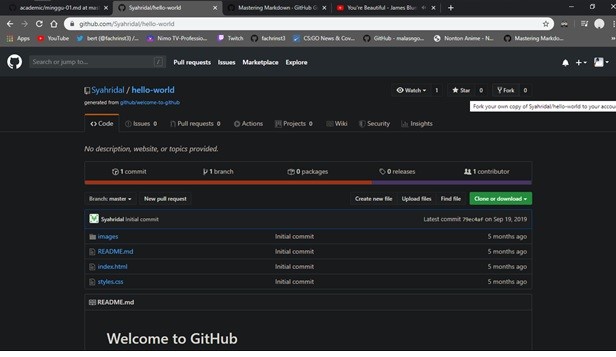 academic/minggu-01.md at mas
Syahridal/hello-world
Mastering Markdown · GitHub G
You're Beautiful - James Blun
github.com/Syahridal/hello-world
Apps
YouTube
bert (@fachrinst3) /...
Nimo TV-Professio...
Twitch
fachrinst3
CS:GO News & Cove...
GitHub - malasngo...
Nonton Anime - N...
Mastering Markdo...
Search or jump to...
/
Pull requests
Issues
Marketplace
Explore
Syahridal / hello-world
Watch 1
Star 0
Fork 0
generated from github/welcome-to-github
Fork your own copy of Syahridal/hello-world to your accou
Code
Issues 0
Pull requests 0
Actions
Projects 0
Wiki
Security
Insights
No description, website, or topics provided.
1 commit
1 branch
0 packages
0 releases
1 contributor
Branch: master
New pull request
Create new file
Upload files
Find file
Clone or download
Syahridal Initial commit
Latest commit 79ec4af on Sep 19, 2019
images Initial commit 5 months ago
README.md Initial commit 5 months ago
index.html Initial commit 5 months ago
styles.css Initial commit 5 months ago
README.md
Welcome to GitHub